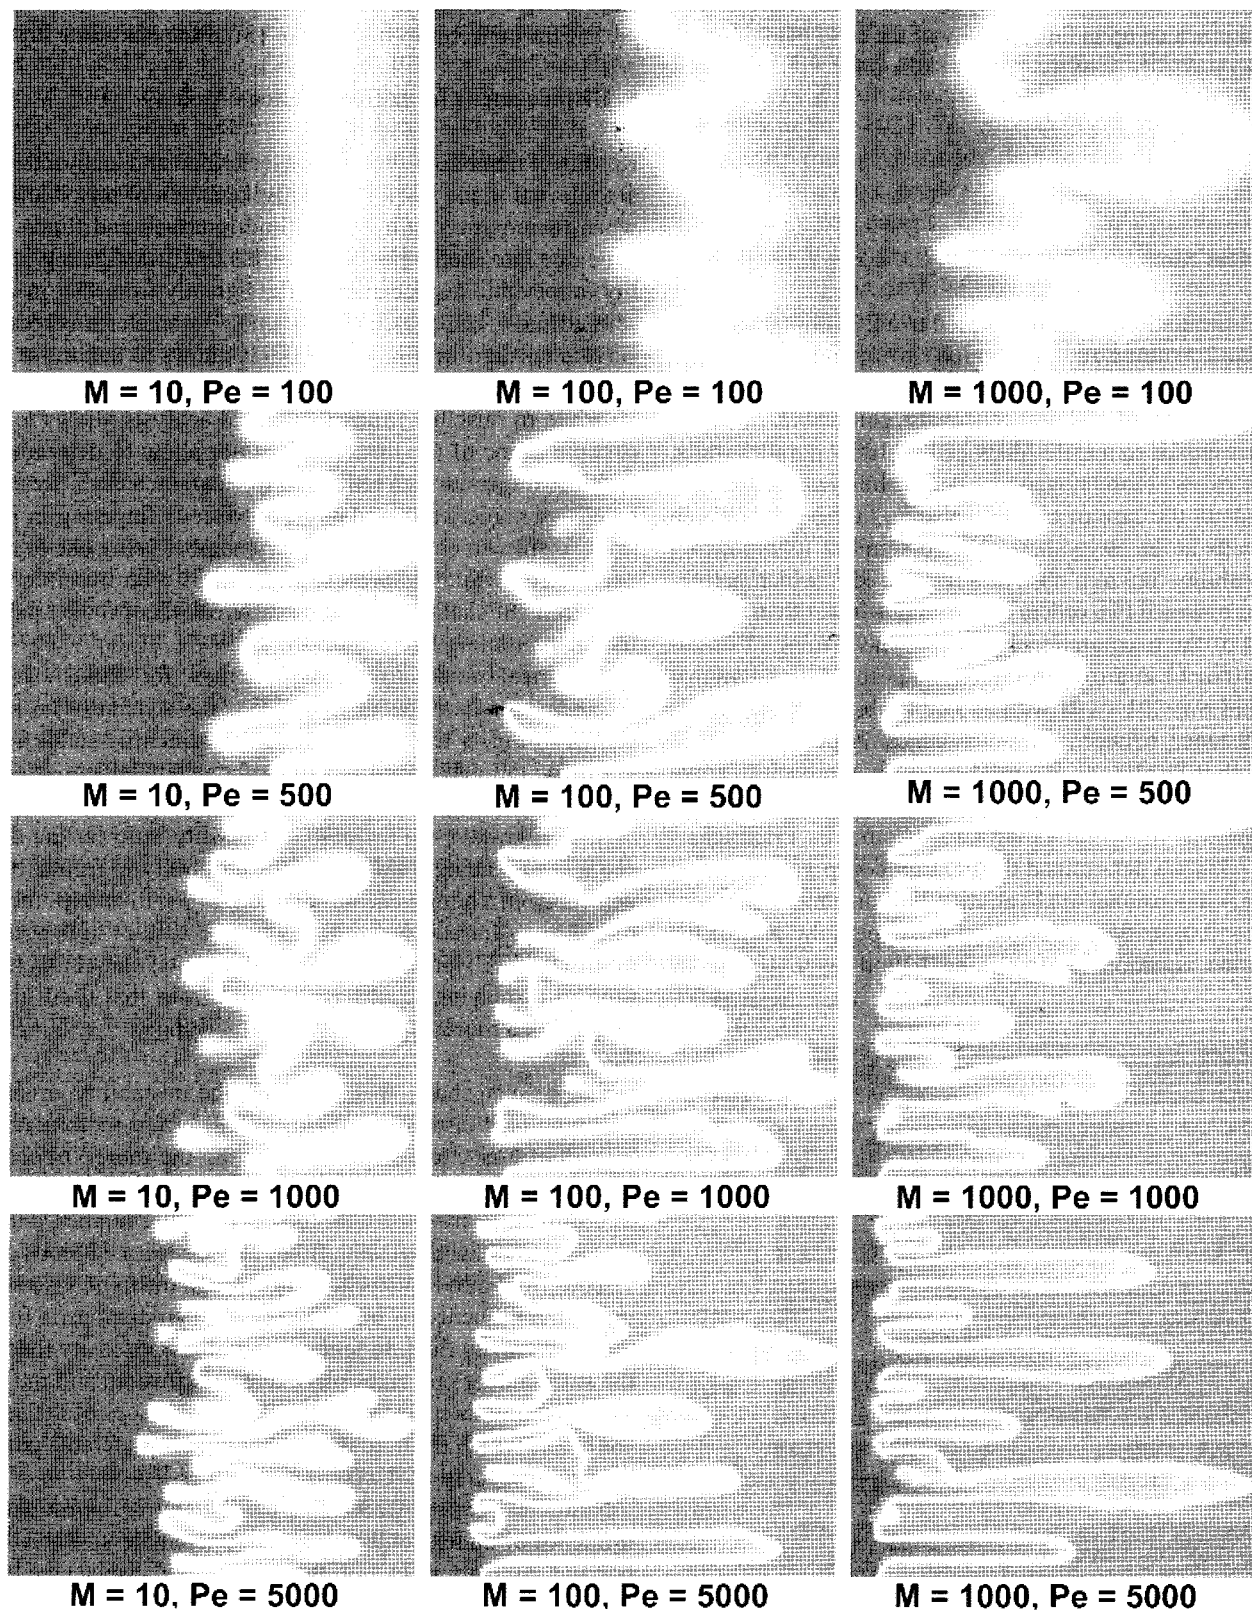 M = 10, Pe = 100
M = 100, Pe = 100
M = 1000, Pe = 100
M = 10, Pe = 500
M = 100, Pe = 500
M = 1000, Pe = 500
M = 10, Pe = 1000
M = 100, Pe = 1000
M = 1000, Pe = 1000
M = 10, Pe = 5000
M = 100, Pe = 5000
M = 1000, Pe = 5000